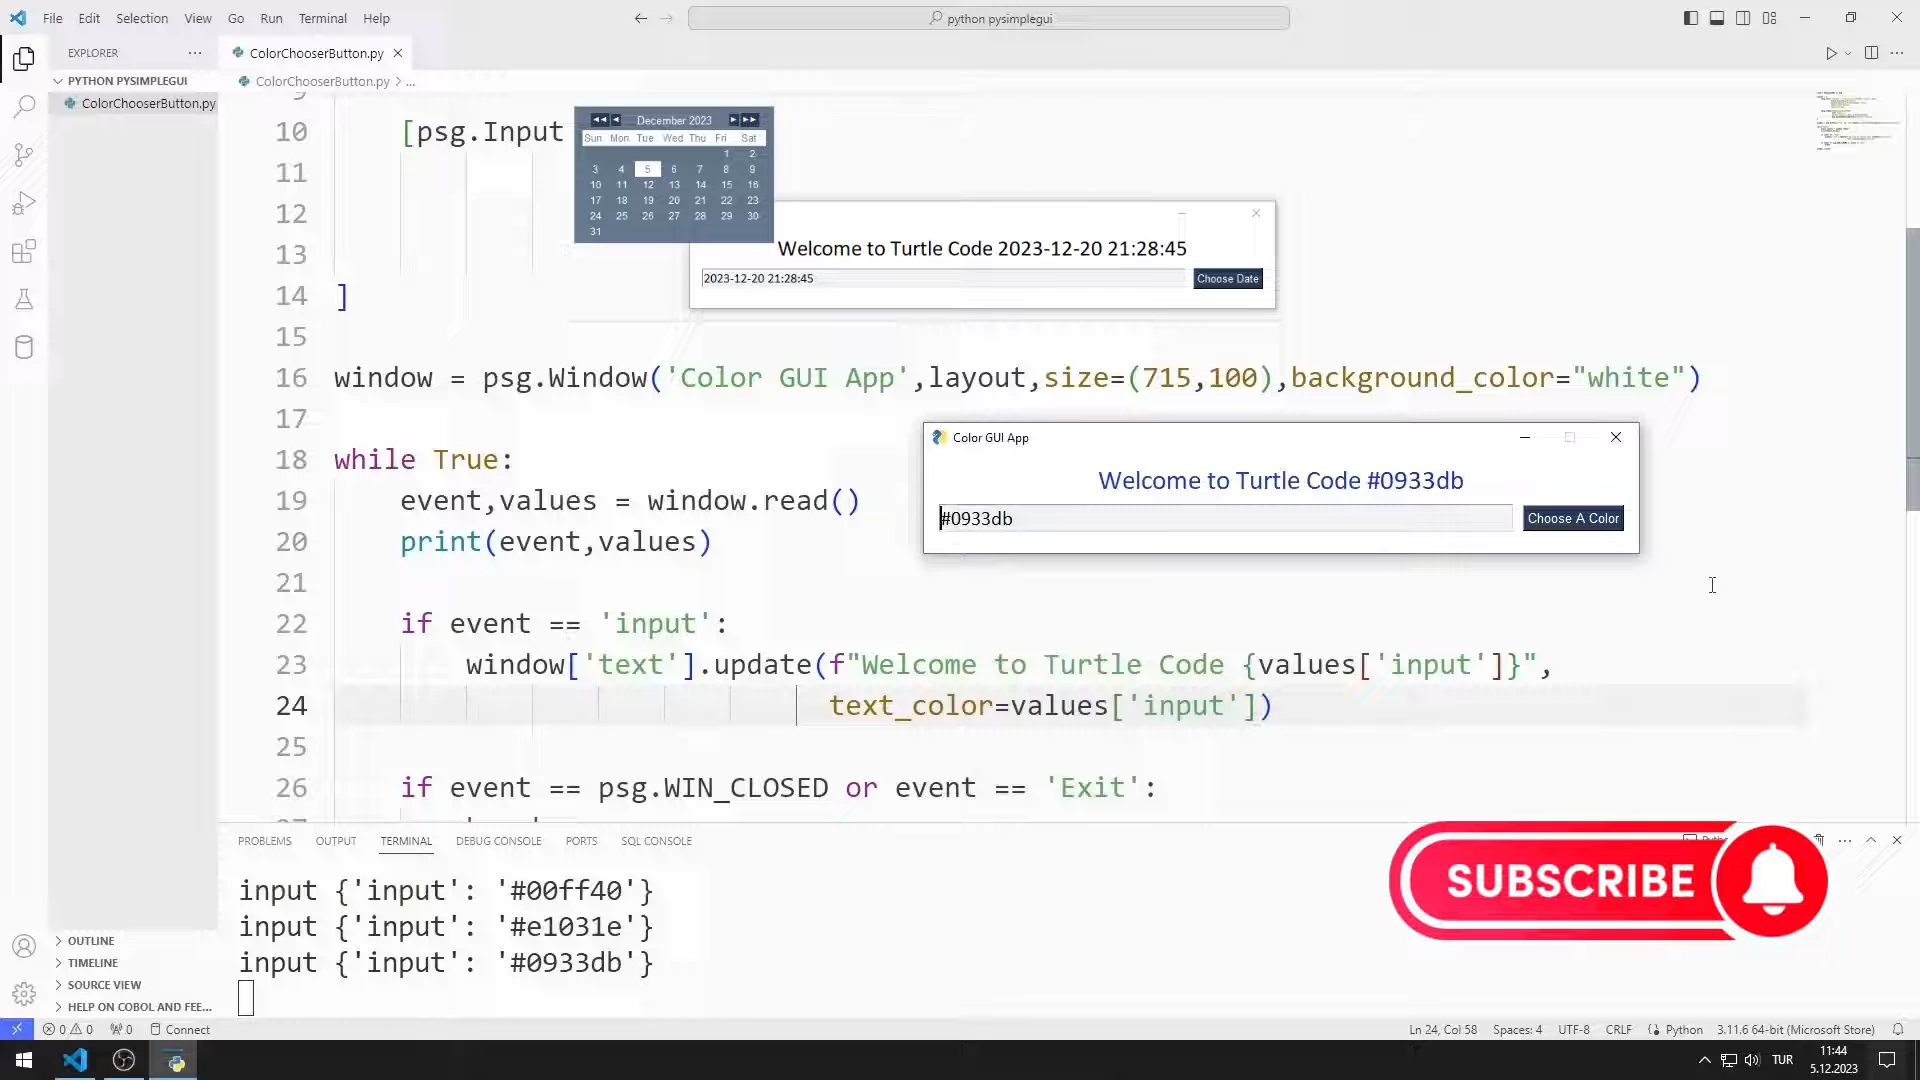 File Edit Selection View Go Run Terminal Help
python pysimplegui
EXPLORER
PYTHON PYSIMPLEGUI
ColorChooserButton.py
ColorChooserButton.py
ColorChooserButton.py > ...
9
10 [psg.Input
11
12
13
14 ]
15
16 window = psg.Window('Color GUI App',layout,size=(715,100),background_color="white")
17
18 while True:
19 event,values = window.read()
20 print(event,values)
21
22 if event == 'input':
23 window['text'].update(f"Welcome to Turtle Code {values['input']}",
24 text_color=values['input'])
25
26 if event == psg.WIN_CLOSED or event == 'Exit':
December 2023
Sun Mon Tue Wed Thu Fri Sat
1 2
3 4 5 6 7 8 9
10 11 12 13 14 15 16
17 18 19 20 21 22 23
24 25 26 27 28 29 30
31
Welcome to Turtle Code 2023-12-20 21:28:45
2023-12-20 21:28:45
Choose Date
Color GUI App
Welcome to Turtle Code #0933db
#0933db
Choose A Color
PROBLEMS OUTPUT TERMINAL DEBUG CONSOLE PORTS SQL CONSOLE
input {'input': '#00ff40'}
input {'input': '#e1031e'}
input {'input': '#0933db'}
SUBSCRIBE
OUTLINE
TIMELINE
SOURCE VIEW
HELP ON COBOL AND FEE...
0 0 0 Connect
Ln 24, Col 58 Spaces: 4 UTF-8 CRLF Python 3.11.6 64-bit (Microsoft Store)
TUR
11:44
5.12.2023